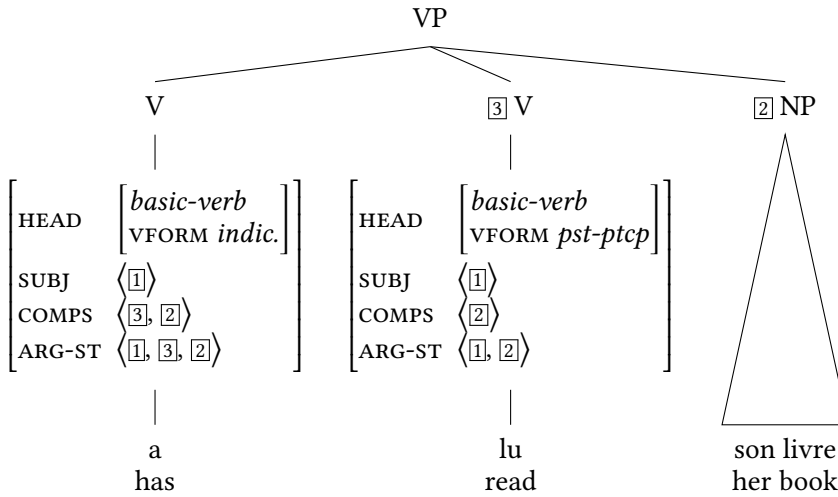 VP
V 3 V 2 NP
HEAD [basic-verb VFORM indic.] HEAD [basic-verb VFORM pst-ptcp]
SUBJ ⟨1⟩ SUBJ ⟨1⟩
COMPS ⟨3, 2⟩ COMPS ⟨2⟩
ARG-ST ⟨1, 3, 2⟩ ARG-ST ⟨1, 2⟩
a lu son livre
has read her book